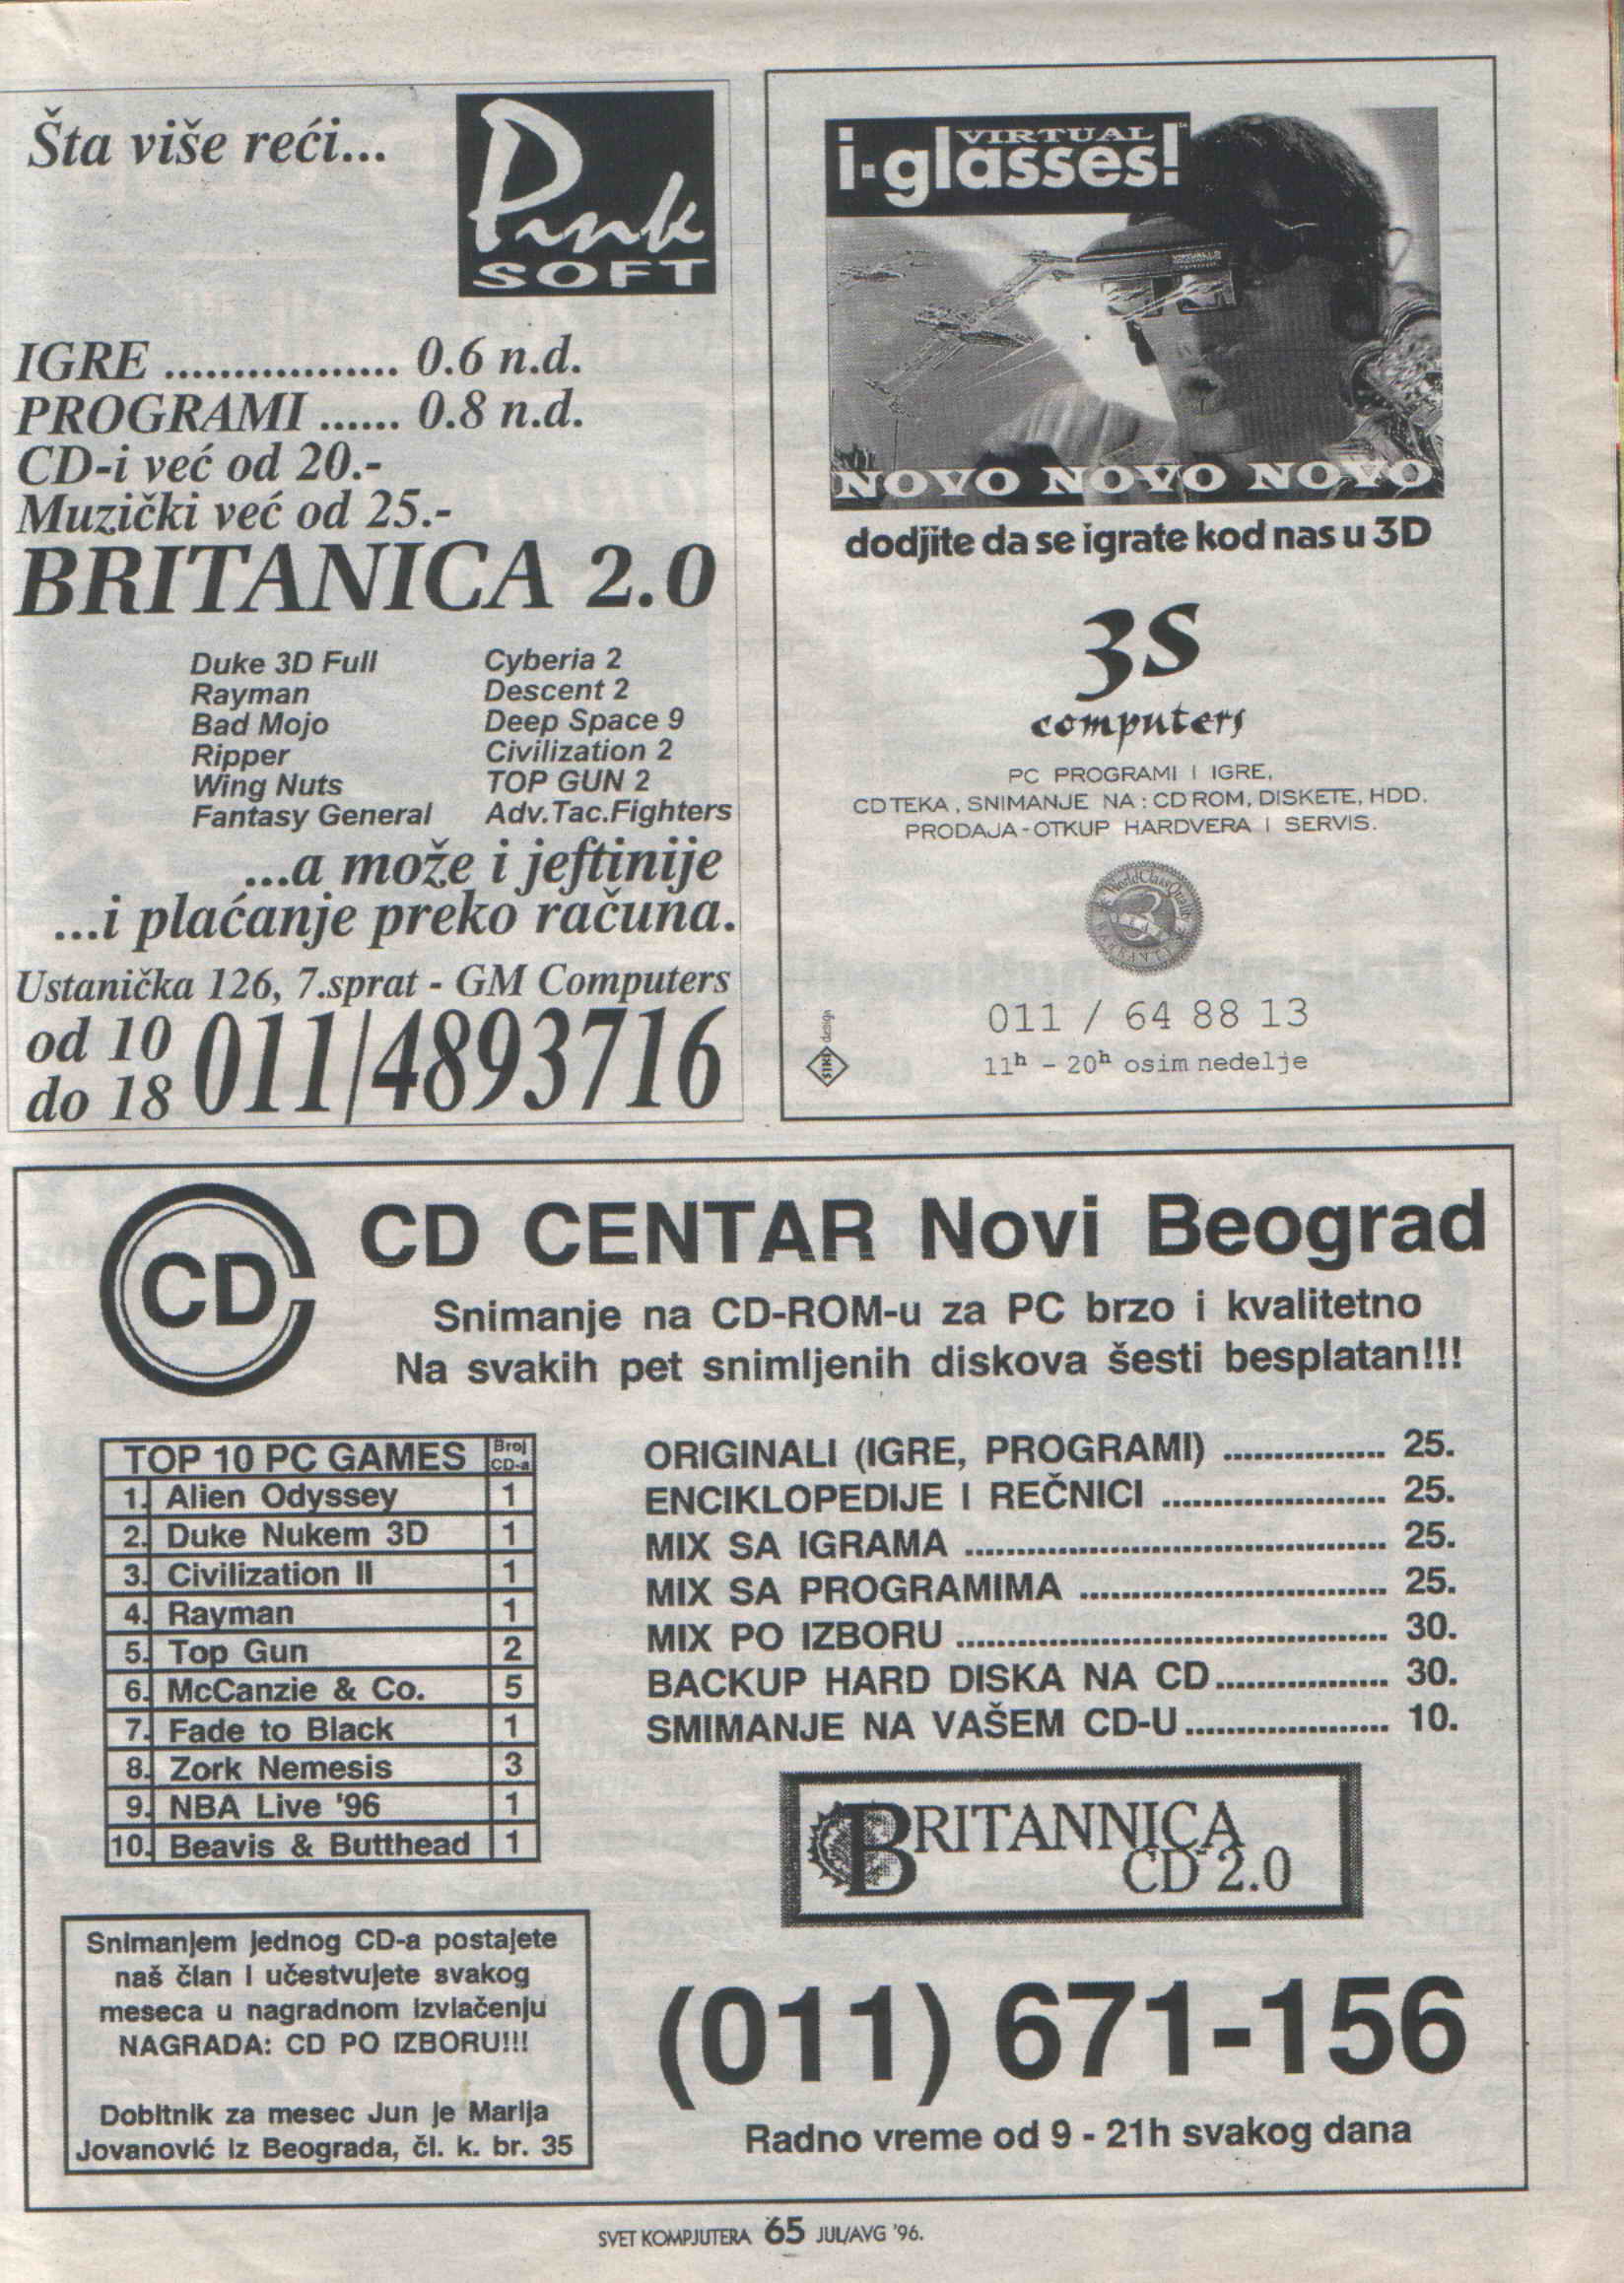 Šta više reći...
Pink
SOFT
IGRE ................. 0.6 n.d.
PROGRAMI ...... 0.8 n.d.
CD-i već od 20.-
Muzički već od 25.-
BRITANICA 2.0
Duke 3D Full
Rayman
Bad Mojo
Ripper
Wing Nuts
Fantasy General
Cyberia 2
Descent 2
Deep Space 9
Civilization 2
TOP GUN 2
Adv.Tac.Fighters
...a može i jeftinije
...i plaćanje preko računa.
Ustanička 126, 7.sprat - GM Computers
od 10
do 18
011/4893716
VIRTUAL
i-glasses!
NOVO NOVO NOVO
dodjite da se igrate kod nas u 3D
3S
computers
PC PROGRAMI I IGRE,
CDTEKA, SNIMANJE NA: CD ROM, DISKETE, HDD.
PRODAJA-OTKUP HARDVERA I SERVIS.
World Class Quality
011 / 64 88 13
11h - 20h osim nedelje
design
CD
CD CENTAR Novi Beograd
Snimanje na CD-ROM-u za PC brzo i kvalitetno
Na svakih pet snimljenih diskova šesti besplatan!!!
TOP 10 PC GAMES Broj CD-a
1. Alien Odyssey 1
2. Duke Nukem 3D 1
3. Civilization II 1
4. Rayman 1
5. Top Gun 2
6. McCanzie & Co. 5
7. Fade to Black 1
8. Zork Nemesis 3
9. NBA Live '96 1
10. Beavis & Butthead 1
ORIGINALI (IGRE, PROGRAMI) ................ 25.
ENCIKLOPEDIJE I REČNICI ...................... 25.
MIX SA IGRAMA ......................................... 25.
MIX SA PROGRAMIMA .............................. 25.
MIX PO IZBORU .......................................... 30.
BACKUP HARD DISKA NA CD................. 30.
SMIMANJE NA VAŠEM CD-U.................... 10.
BRITANNICA
CD 2.0
Snimanjem jednog CD-a postajete
naš član i učestvujete svakog
meseca u nagradnom izvlačenju
NAGRADA: CD PO IZBORU!!!
Dobitnik za mesec Jun je Marija
Jovanović iz Beograda, čl. k. br. 35
(011) 671-156
Radno vreme od 9 - 21h svakog dana
SVET KOMPJUTERA 65 JUL/AVG '96.